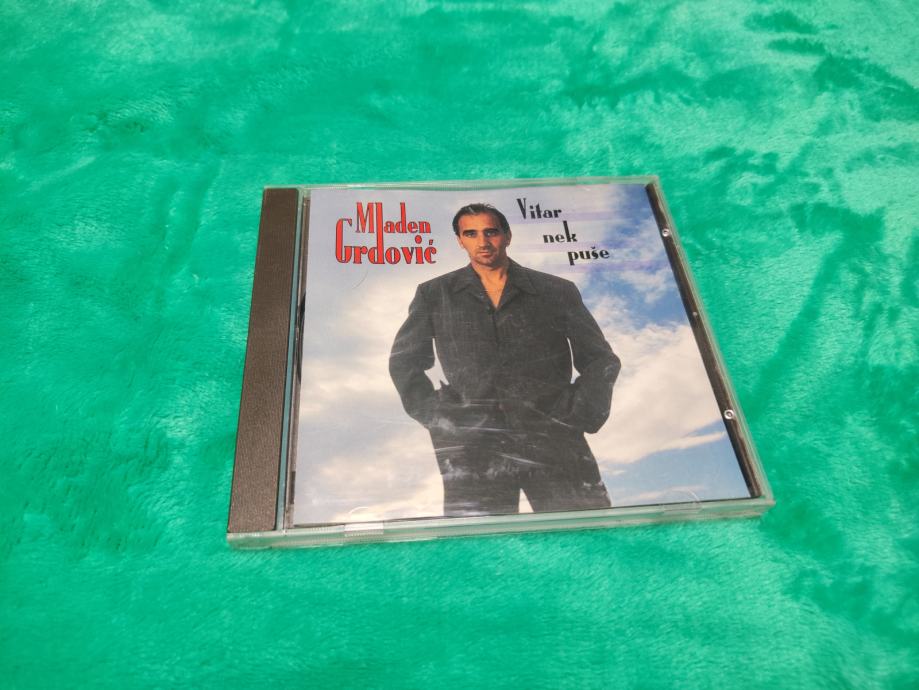 Mladen
Grdović
Vitar
nek
puše